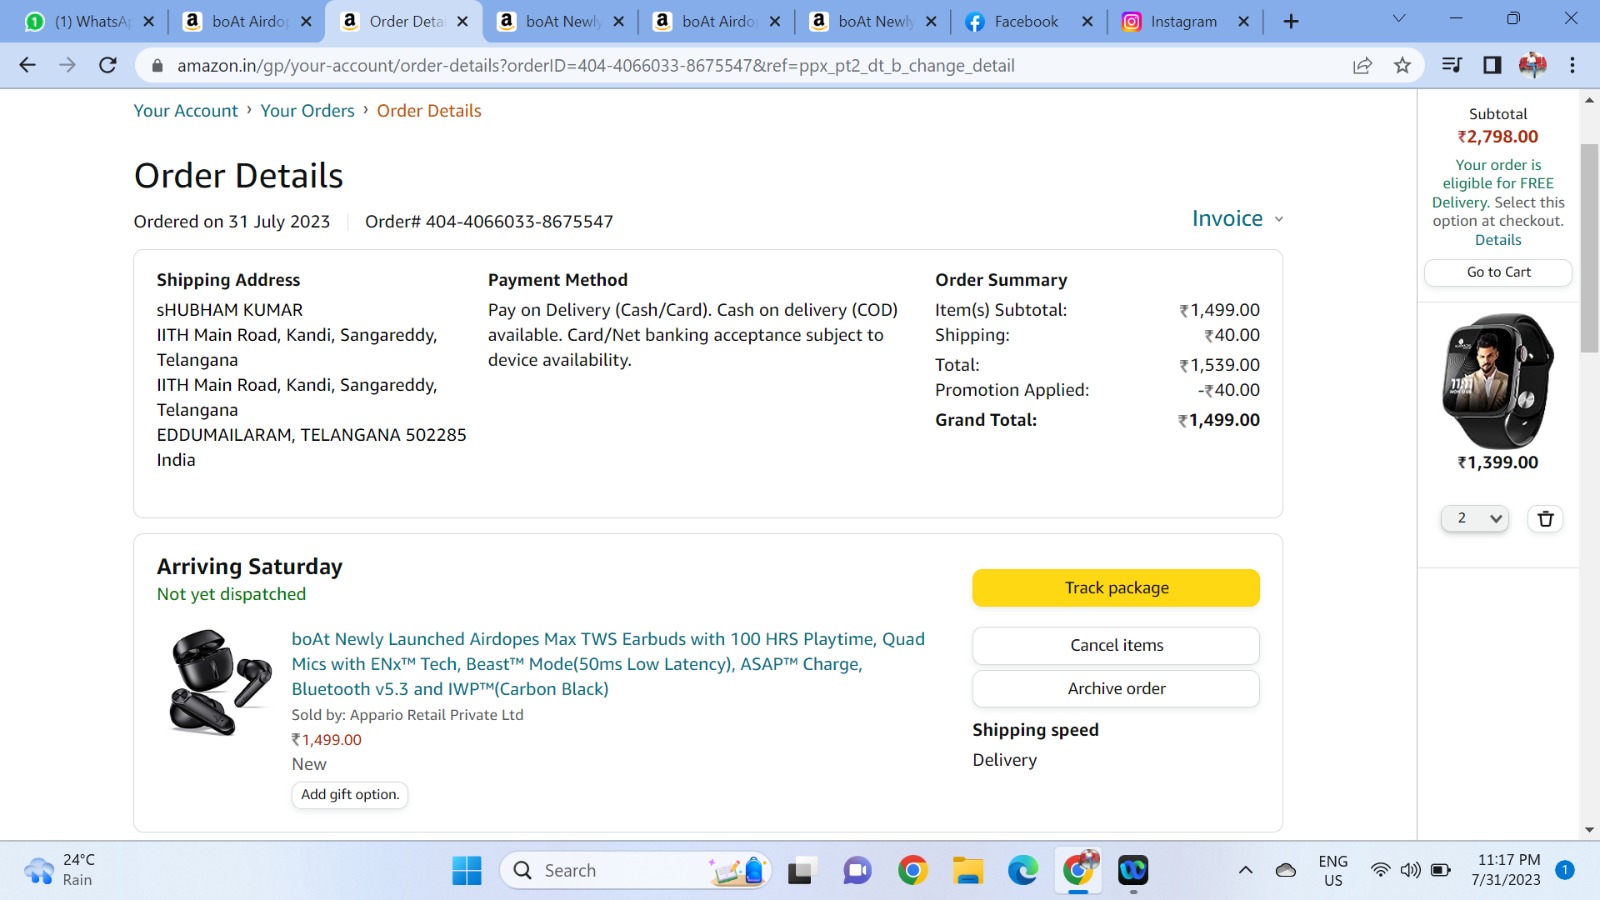 (1) WhatsAp
boAt Airdop
Order Detai
boAt Newly
boAt Airdop
boAt Newly
Facebook
Instagram
amazon.in/gp/your-account/order-details?orderID=404-4066033-8675547&ref=ppx_pt2_dt_b_change_detail
Your Account › Your Orders › Order Details
Order Details
Ordered on 31 July 2023
Order# 404-4066033-8675547
Invoice
Shipping Address
sHUBHAM KUMAR
IITH Main Road, Kandi, Sangareddy,
Telangana
IITH Main Road, Kandi, Sangareddy,
Telangana
EDDUMAILARAM, TELANGANA 502285
India
Payment Method
Pay on Delivery (Cash/Card). Cash on delivery (COD)
available. Card/Net banking acceptance subject to
device availability.
Order Summary
Item(s) Subtotal: ₹1,499.00
Shipping: ₹40.00
Total: ₹1,539.00
Promotion Applied: -₹40.00
Grand Total: ₹1,499.00
Arriving Saturday
Not yet dispatched
boAt Newly Launched Airdopes Max TWS Earbuds with 100 HRS Playtime, Quad
Mics with ENx™ Tech, Beast™ Mode(50ms Low Latency), ASAP™ Charge,
Bluetooth v5.3 and IWP™(Carbon Black)
Sold by: Appario Retail Private Ltd
₹1,499.00
New
Add gift option.
Track package
Cancel items
Archive order
Shipping speed
Delivery
Subtotal
₹2,798.00
Your order is
eligible for FREE
Delivery. Select this
option at checkout.
Details
Go to Cart
11:11
₹1,399.00
2
24°C
Rain
Search
ENG
US
11:17 PM
7/31/2023
1